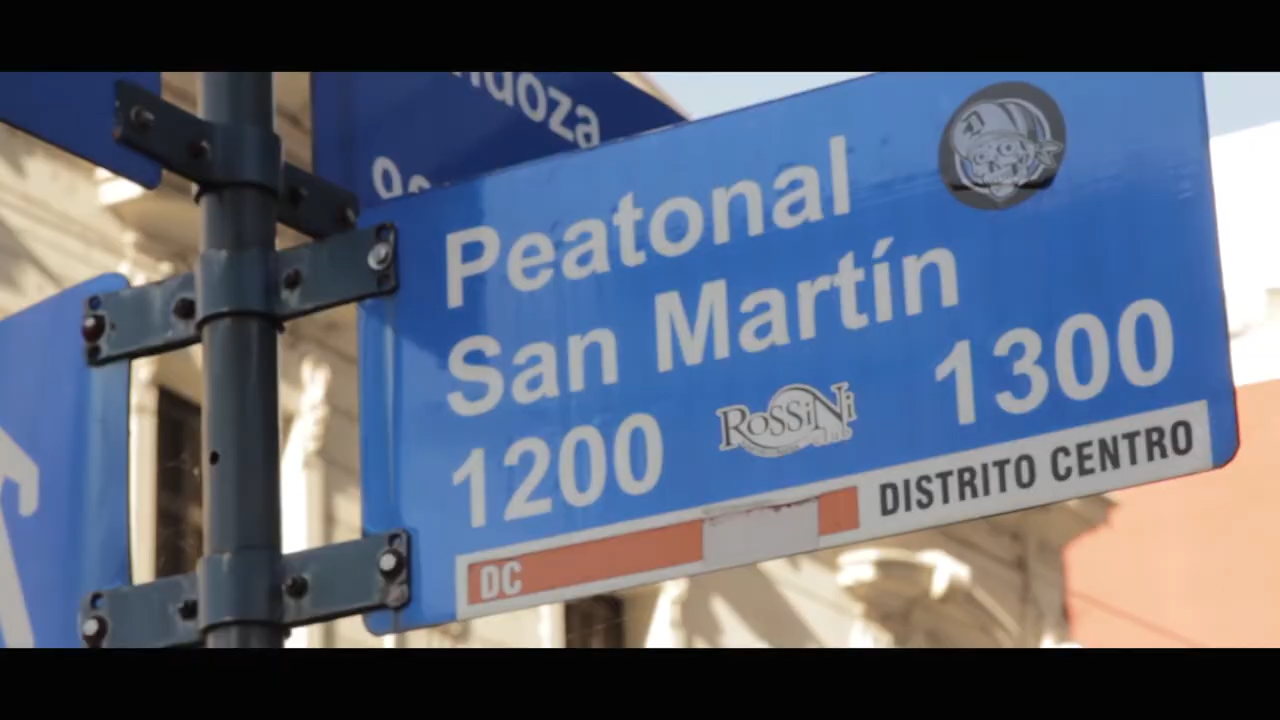 Peatonal
San Martín
1200 1300
RossiNi
DC
DISTRITO CENTRO